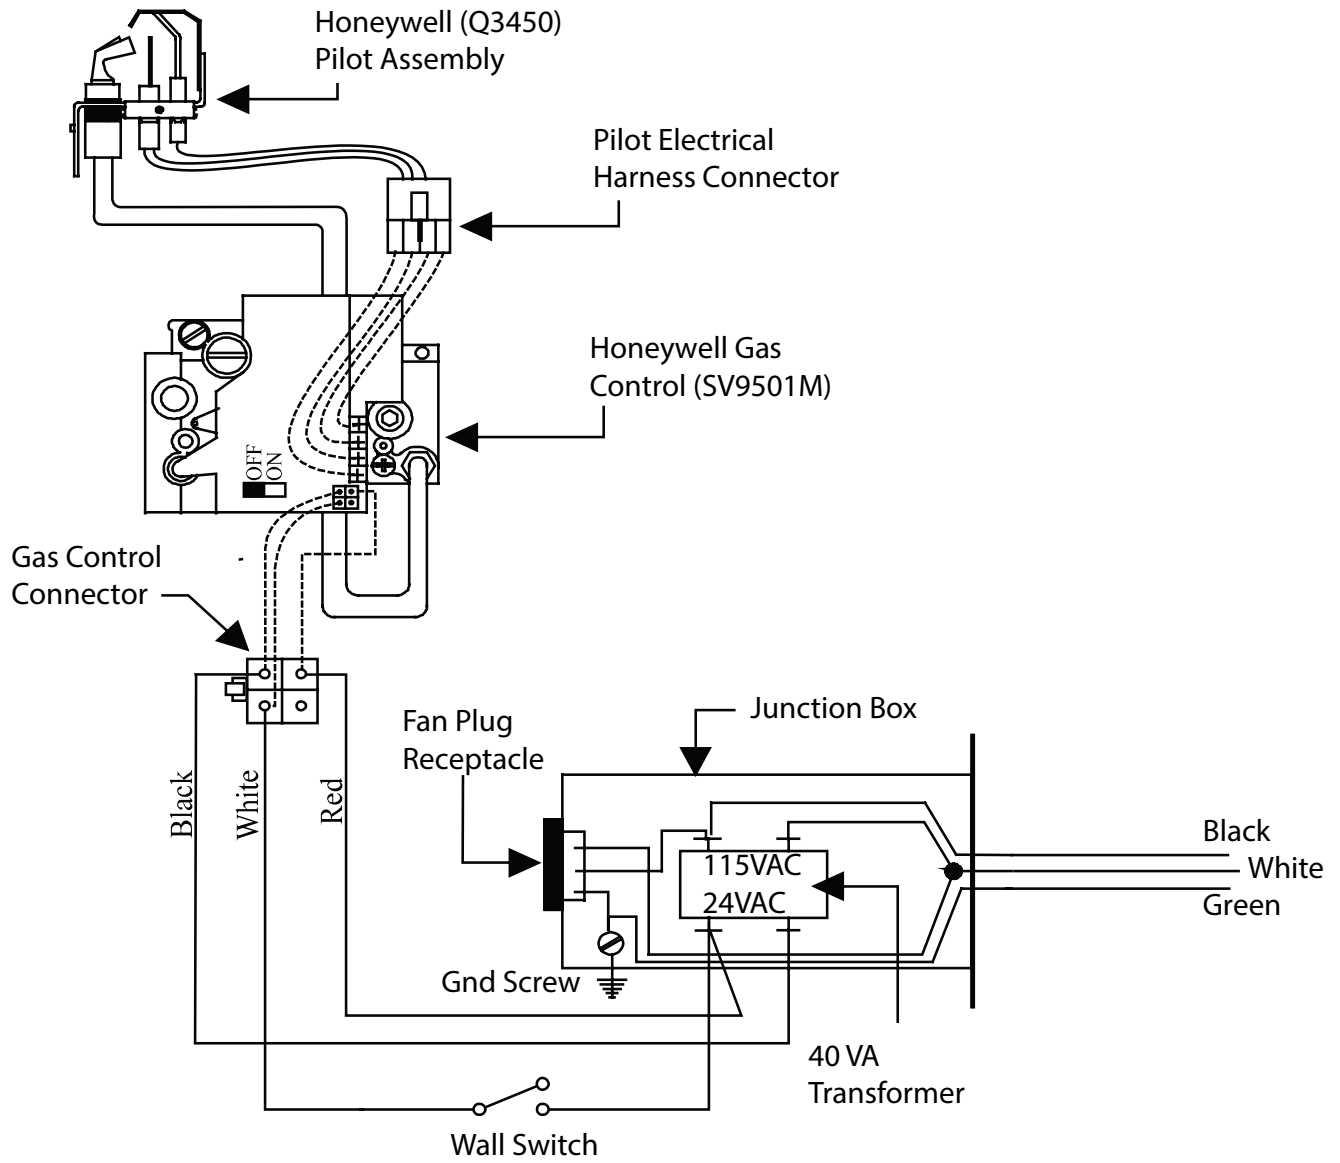 Honeywell (Q3450)
Pilot Assembly
Pilot Electrical
Harness Connector
Honeywell Gas
Control (SV9501M)
OFF
ON
Gas Control
Connector
Black
White
Red
Fan Plug
Receptacle
Junction Box
115VAC
24VAC
Black
White
Green
Gnd Screw
40 VA
Transformer
Wall Switch